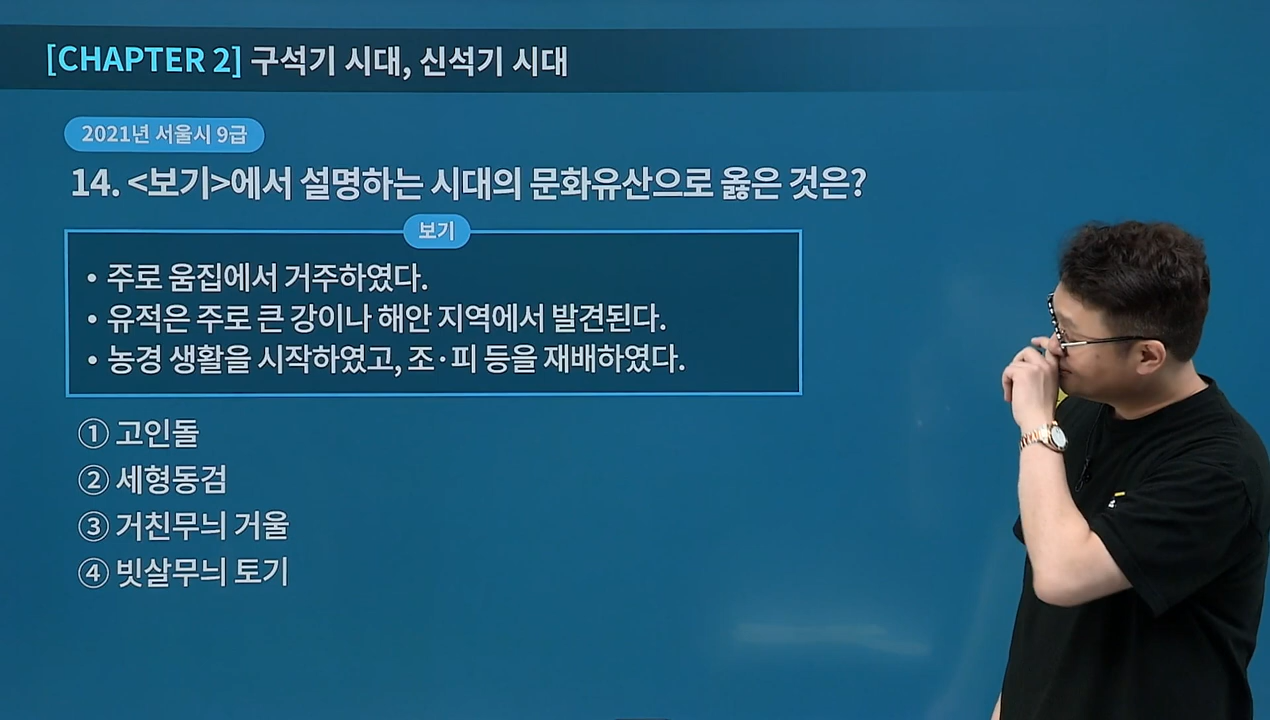 [CHAPTER 2] 구석기 시대, 신석기 시대
2021년 서울시 9급
14. <보기>에서 설명하는 시대의 문화유산으로 옳은 것은?
보기
• 주로 움집에서 거주하였다.
• 유적은 주로 큰 강이나 해안 지역에서 발견된다.
• 농경 생활을 시작하였고, 조·피 등을 재배하였다.
① 고인돌
② 세형동검
③ 거친무늬 거울
④ 빗살무늬 토기